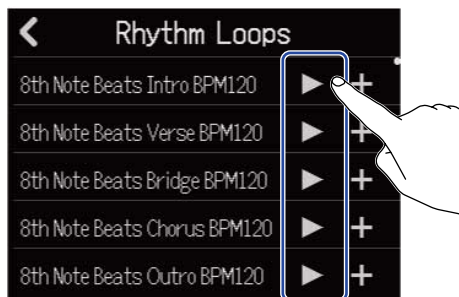 Rhythm Loops
8th Note Beats Intro BPM120
8th Note Beats Verse BPM120
8th Note Beats Bridge BPM120
8th Note Beats Chorus BPM120
8th Note Beats Outro BPM120